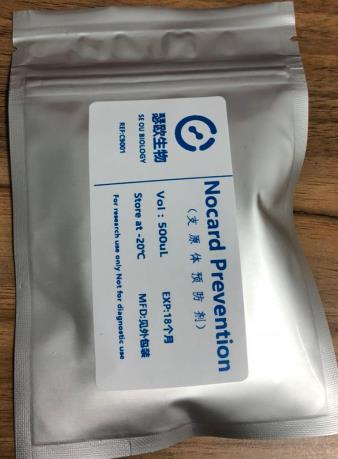 瑟欧生物
SE OU BIOLOGY
REF:C9001
Nocard Prevention
（支原体预防剂）
Vol : 500uL
EXP:18个月
Store at -20℃
MFD:见外包装
For research use only Not for diagnostic use